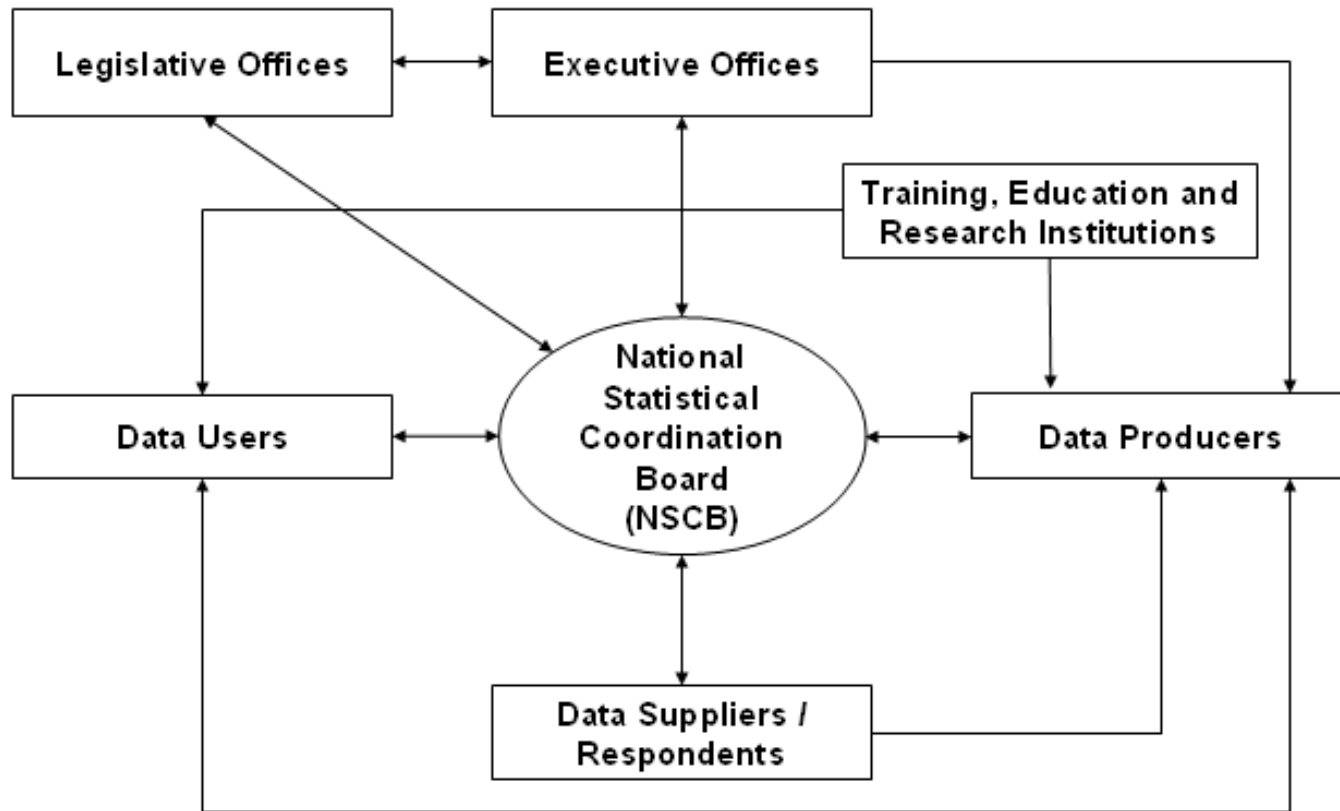 Legislative Offices
Executive Offices
Training, Education and
Research Institutions
National
Statistical
Coordination
Board
(NSCB)
Data Users
Data Producers
Data Suppliers /
Respondents